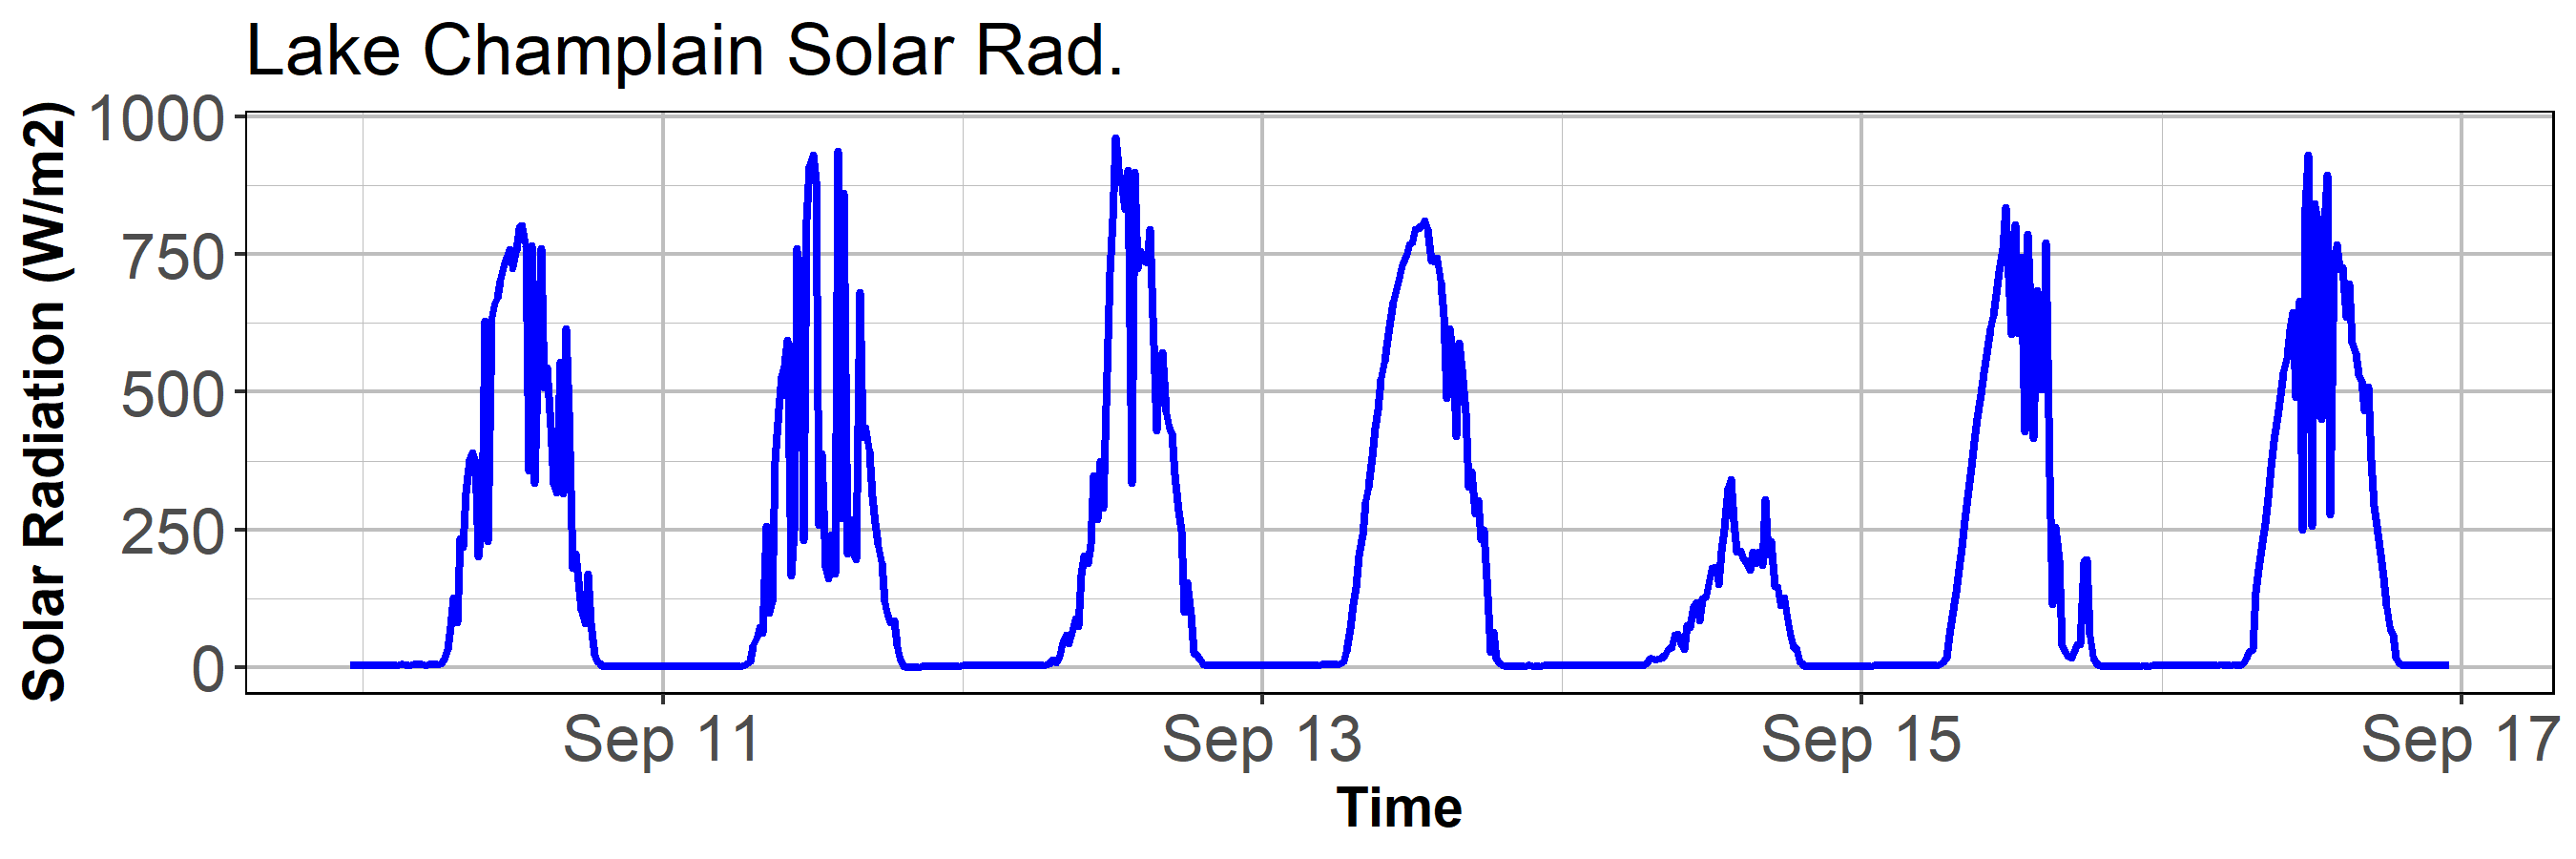 Lake Champlain Solar Rad.
Solar Radiation (W/m2)
1000
750
500
250
0
Sep 11 Sep 13 Sep 15 Sep 17
Time